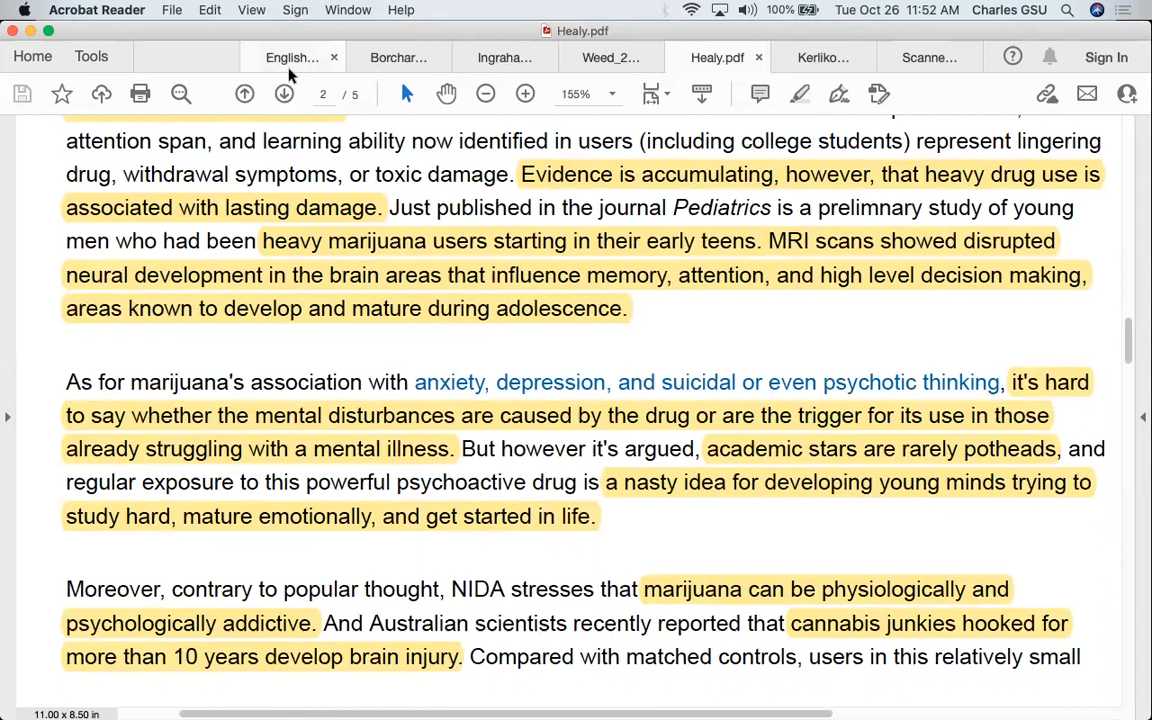 Acrobat Reader File Edit View Sign Window Help 100% Tue Oct 26 11:52 AM Charles GSU
Healy.pdf
Home Tools English... × Borchar... Ingraha... Weed_2... Healy.pdf × Kerliko... Scanne... Sign In
2 / 5 155%
attention span, and learning ability now identified in users (including college students) represent lingering
drug, withdrawal symptoms, or toxic damage. Evidence is accumulating, however, that heavy drug use is
associated with lasting damage. Just published in the journal Pediatrics is a prelimnary study of young
men who had been heavy marijuana users starting in their early teens. MRI scans showed disrupted
neural development in the brain areas that influence memory, attention, and high level decision making,
areas known to develop and mature during adolescence.
As for marijuana's association with anxiety, depression, and suicidal or even psychotic thinking, it's hard
to say whether the mental disturbances are caused by the drug or are the trigger for its use in those
already struggling with a mental illness. But however it's argued, academic stars are rarely potheads, and
regular exposure to this powerful psychoactive drug is a nasty idea for developing young minds trying to
study hard, mature emotionally, and get started in life.
Moreover, contrary to popular thought, NIDA stresses that marijuana can be physiologically and
psychologically addictive. And Australian scientists recently reported that cannabis junkies hooked for
more than 10 years develop brain injury. Compared with matched controls, users in this relatively small
11.00 x 8.50 in